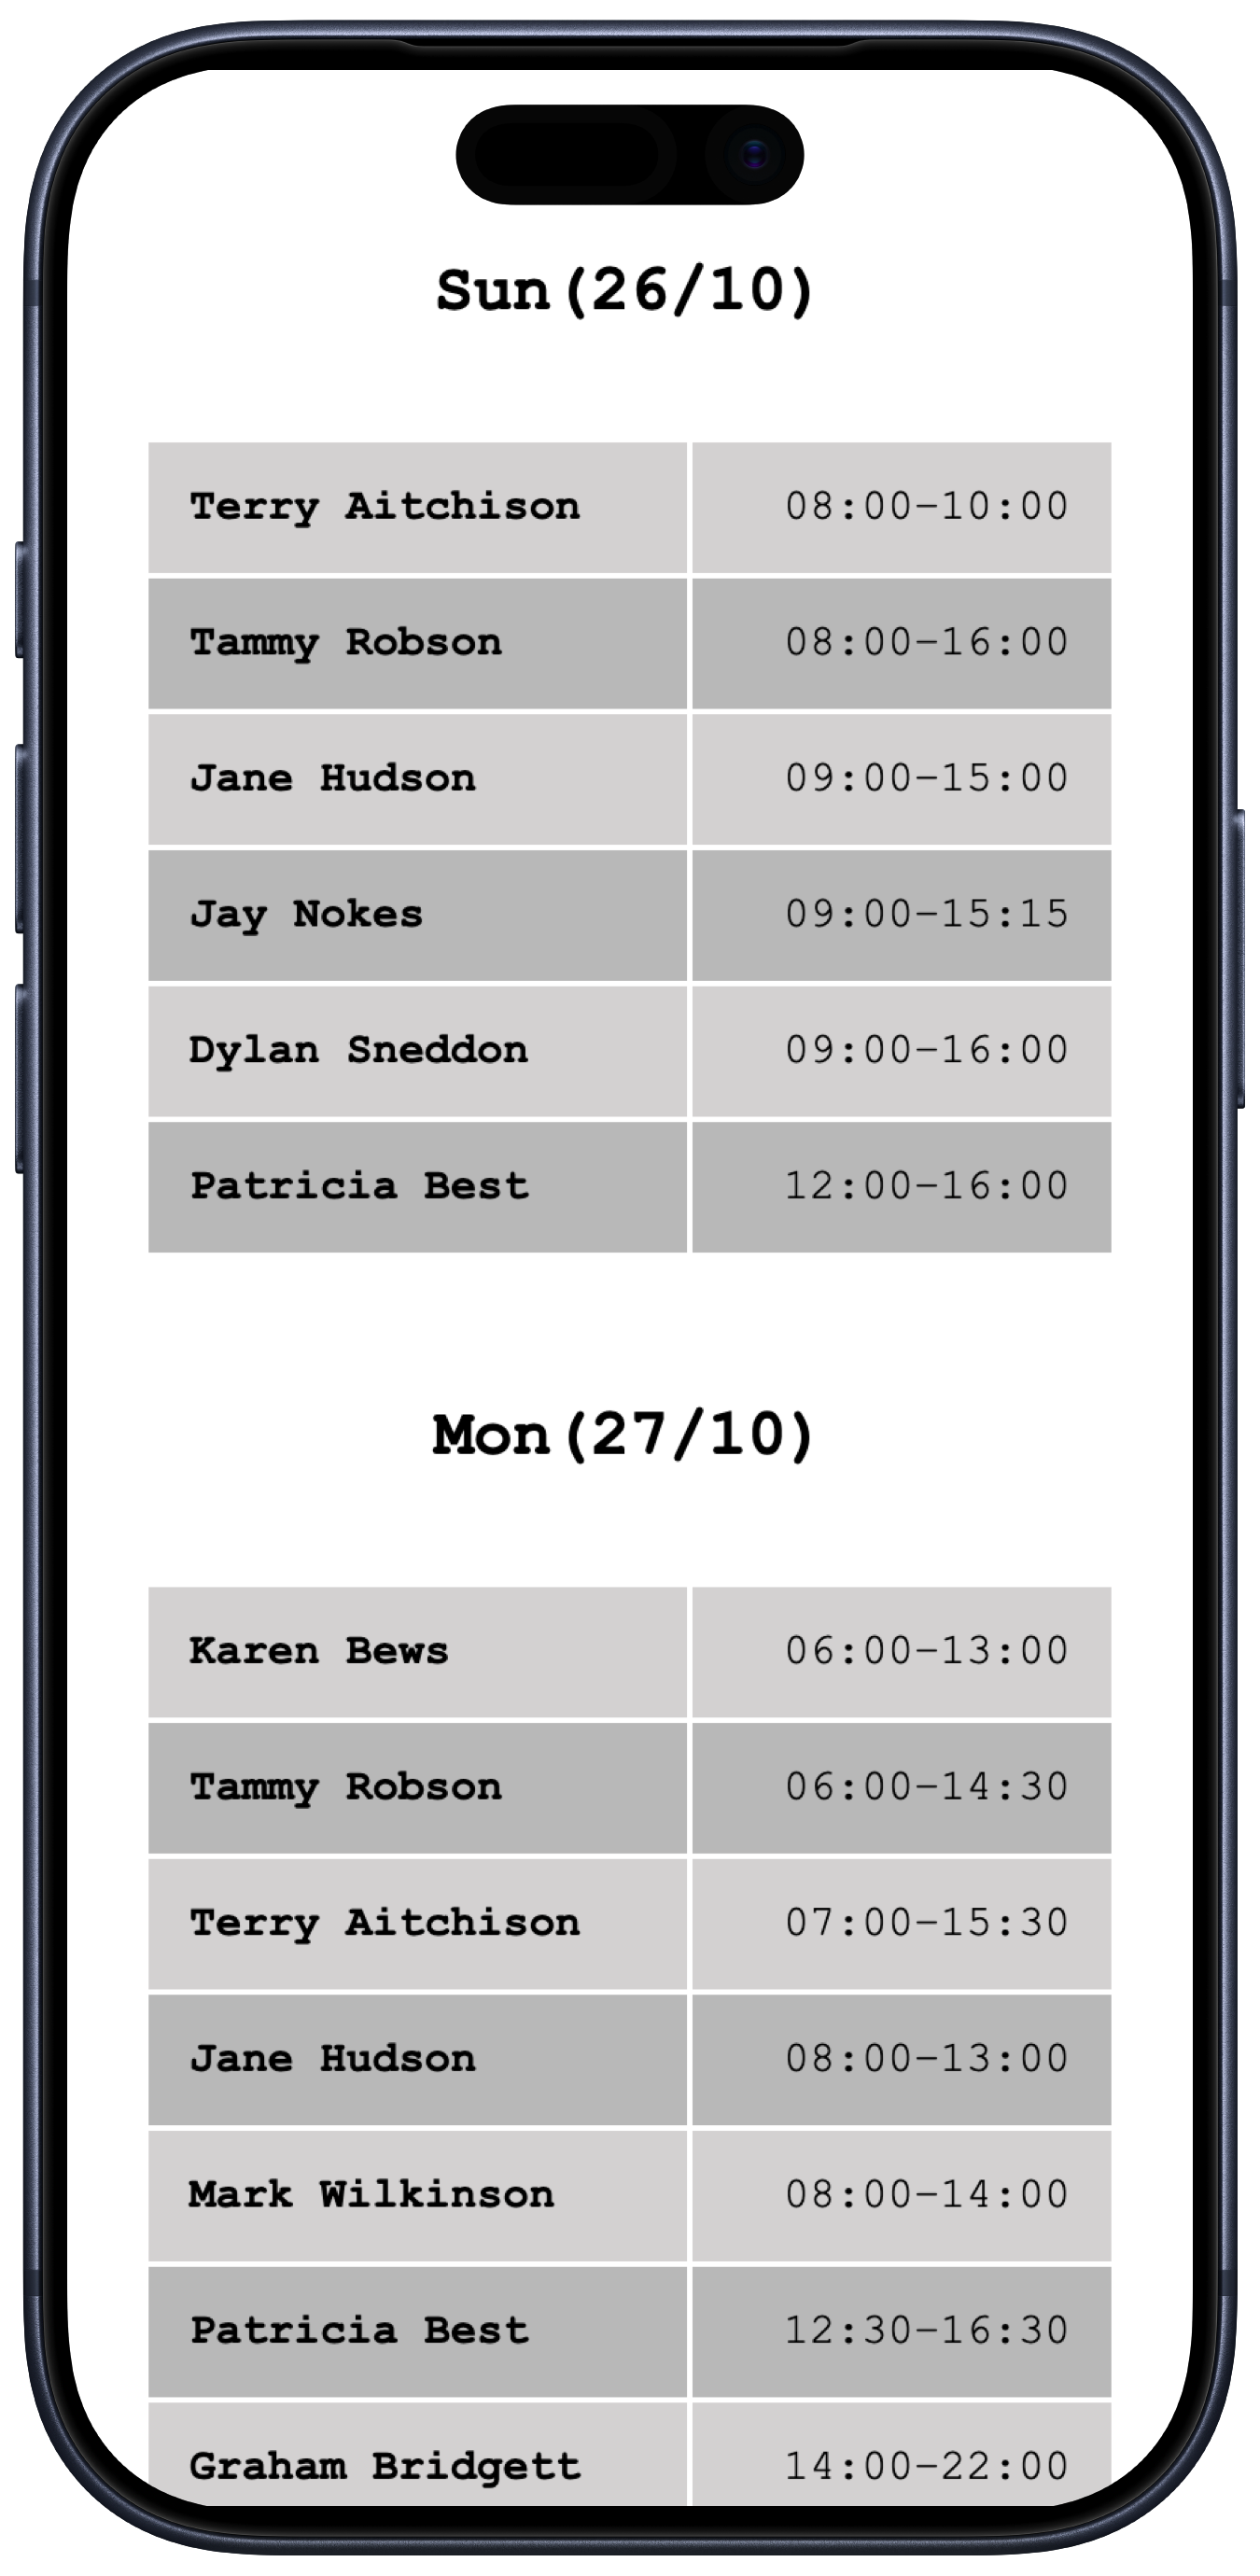 Sun(26/10)
Terry Aitchison 08:00-10:00
Tammy Robson 08:00-16:00
Jane Hudson 09:00-15:00
Jay Nokes 09:00-15:15
Dylan Sneddon 09:00-16:00
Patricia Best 12:00-16:00
Mon(27/10)
Karen Bews 06:00-13:00
Tammy Robson 06:00-14:30
Terry Aitchison 07:00-15:30
Jane Hudson 08:00-13:00
Mark Wilkinson 08:00-14:00
Patricia Best 12:30-16:30
Graham Bridgett 14:00-22:00